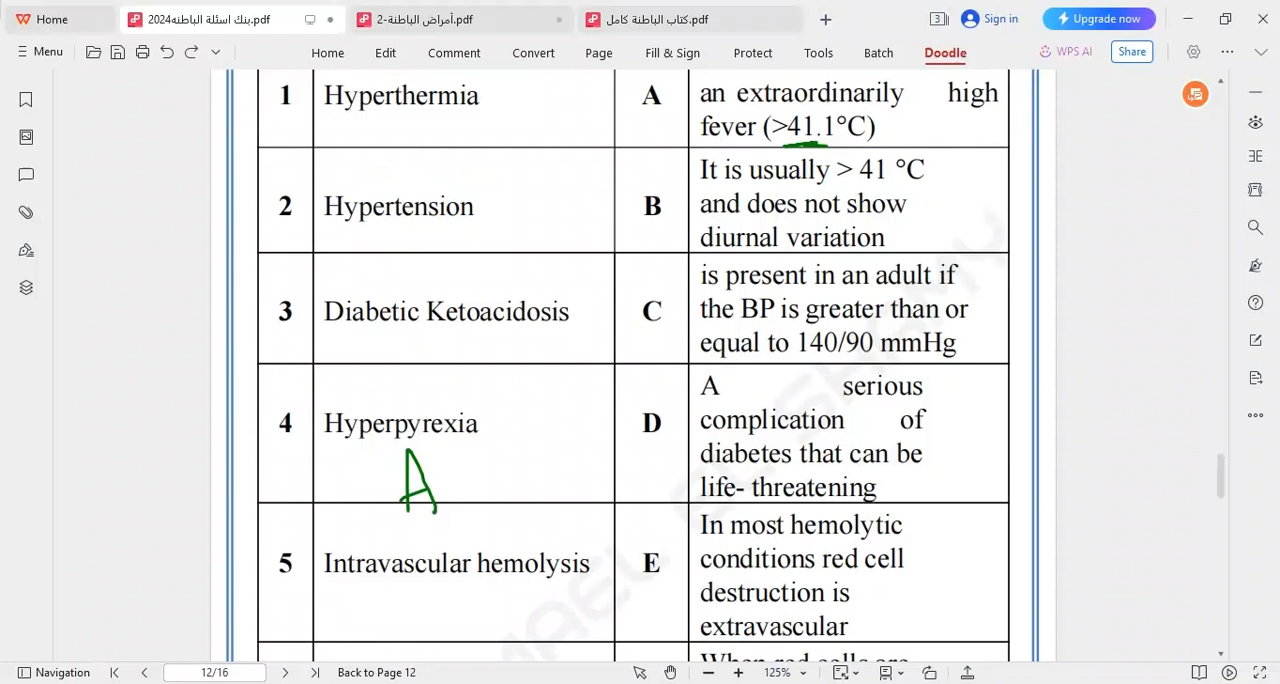 Home
بنك اسئلة الباطنه2024.pdf
2-أمراض الباطنة.pdf
كتاب الباطنة كامل.pdf
3
Sign in
Upgrade now
Menu
Home Edit Comment Convert Page Fill & Sign Protect Tools Batch Doodle
WPS AI
Share
1 Hyperthermia A an extraordinarily high
fever (>41.1°C)
2 Hypertension B It is usually > 41 °C
and does not show
diurnal variation
3 Diabetic Ketoacidosis C is present in an adult if
the BP is greater than or
equal to 140/90 mmHg
4 Hyperpyrexia D A serious
complication of
diabetes that can be
life- threatening
A
5 Intravascular hemolysis E In most hemolytic
conditions red cell
destruction is
extravascular
When red cells are
Navigation
12/16
Back to Page 12
125%